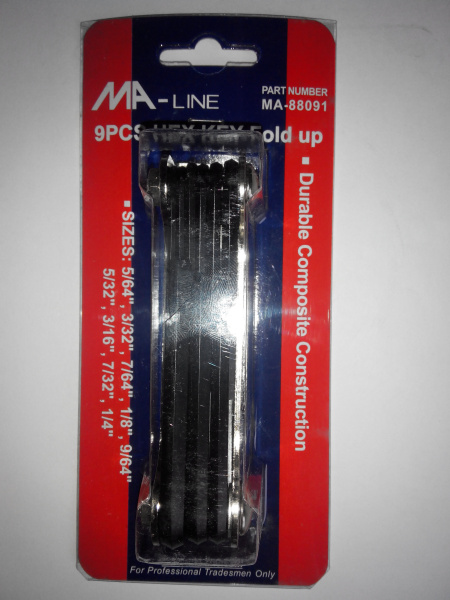 MA-LINE
PART NUMBER
MA-88091
9PCS HEX KEY Fold up
▪ Durable Composite Construction
▪ SIZES: 5/64", 3/32", 7/64", 1/8", 9/64"
5/32", 3/16", 7/32", 1/4"
For Professional Tradesmen Only